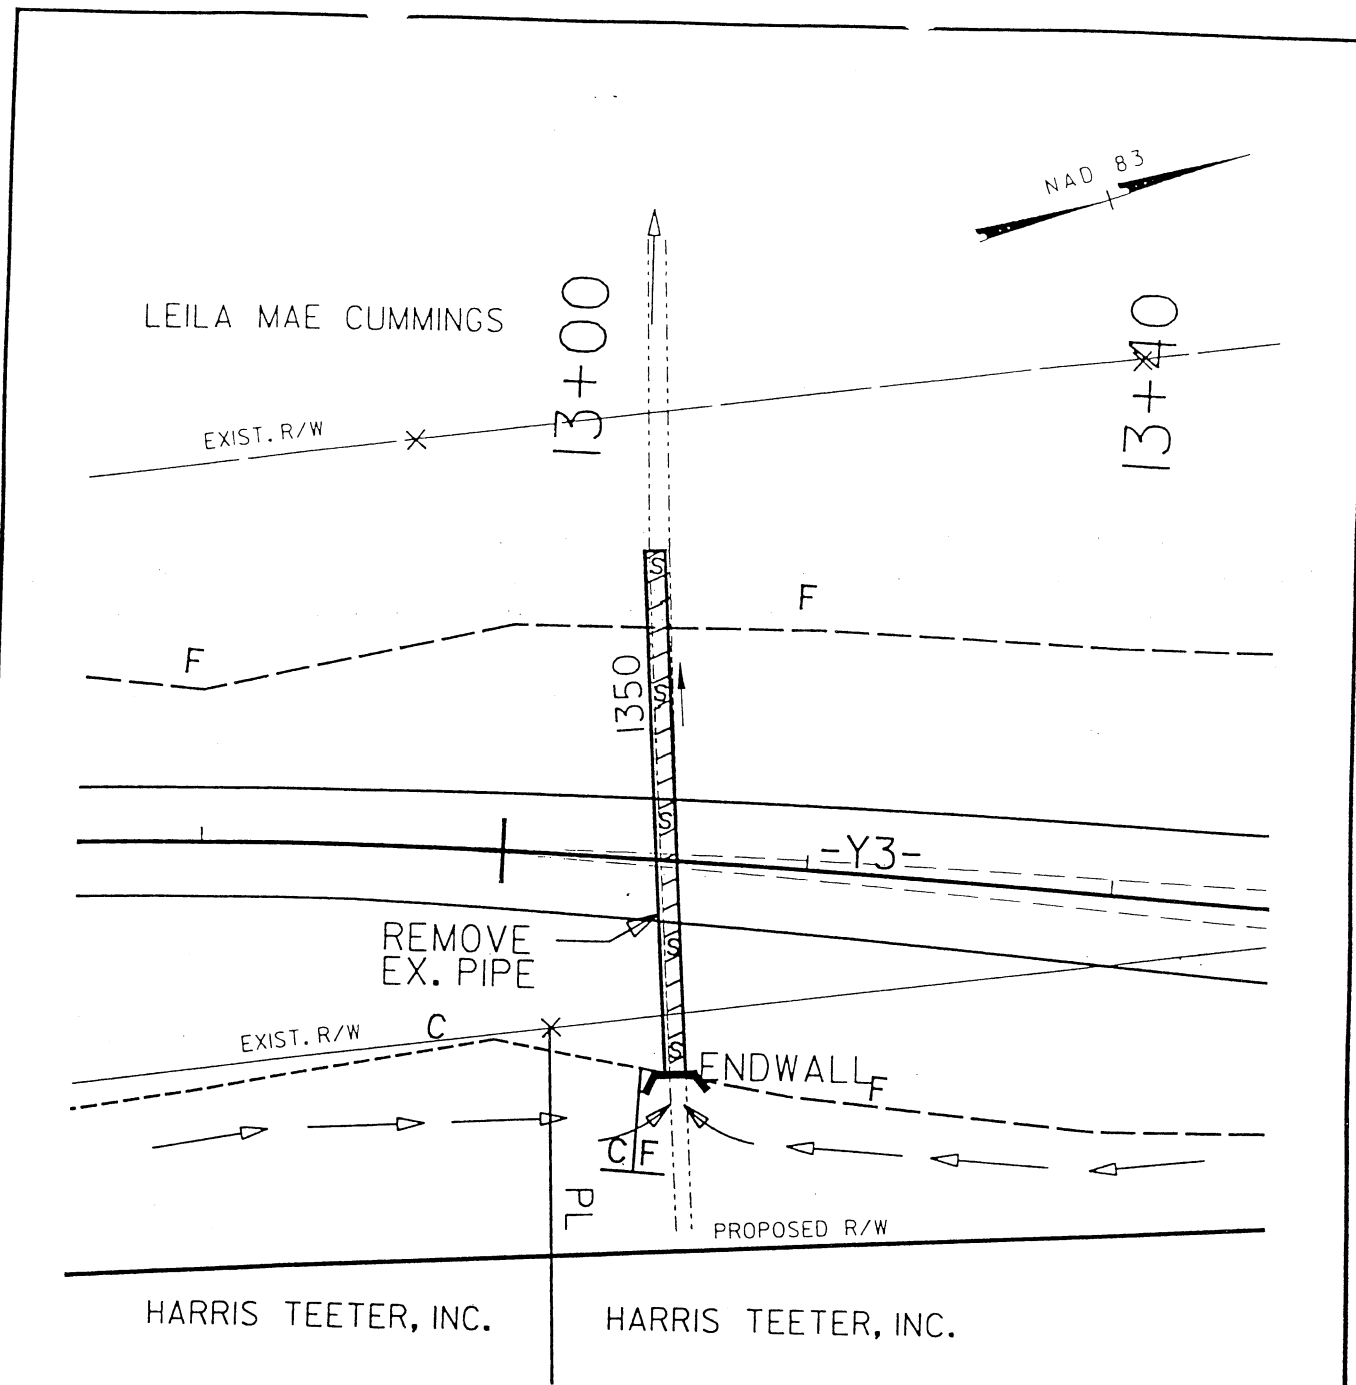 NAD 83
LEILA MAE CUMMINGS
13+00
13+40
EXIST. R/W
S
F
F
1350
S
S
-Y3-
REMOVE
EX. PIPE
S
EXIST. R/W
C
S
ENDWALL
F
C F
PL
PROPOSED R/W
HARRIS TEETER, INC.
HARRIS TEETER, INC.